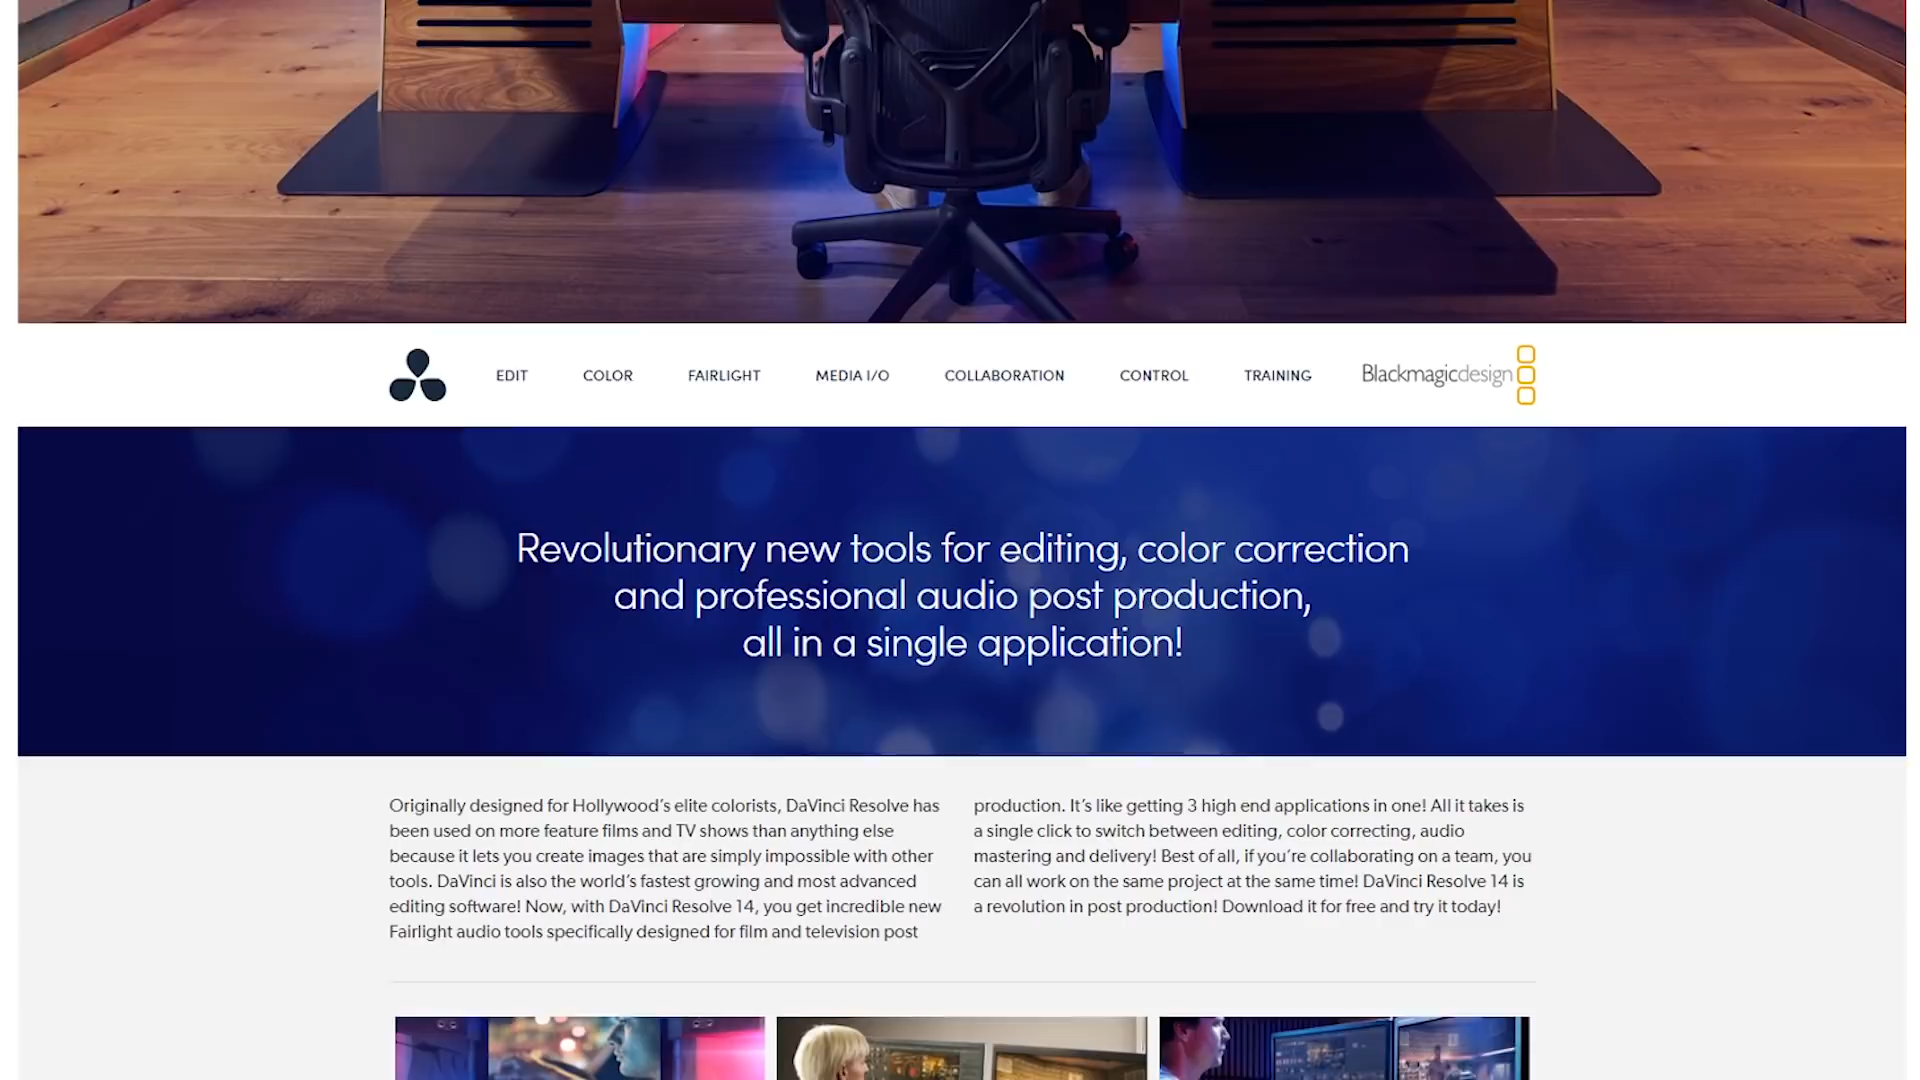 EDIT
COLOR
FAIRLIGHT
MEDIA I/O
COLLABORATION
CONTROL
TRAINING
Blackmagicdesign
Revolutionary new tools for editing, color correction
and professional audio post production,
all in a single application!
Originally designed for Hollywood's elite colorists, DaVinci Resolve has
been used on more feature films and TV shows than anything else
because it lets you create images that are simply impossible with other
tools. DaVinci is also the world's fastest growing and most advanced
editing software! Now, with DaVinci Resolve 14, you get incredible new
Fairlight audio tools specifically designed for film and television post
production. It's like getting 3 high end applications in one! All it takes is
a single click to switch between editing, color correcting, audio
mastering and delivery! Best of all, if you're collaborating on a team, you
can all work on the same project at the same time! DaVinci Resolve 14 is
a revolution in post production! Download it for free and try it today!